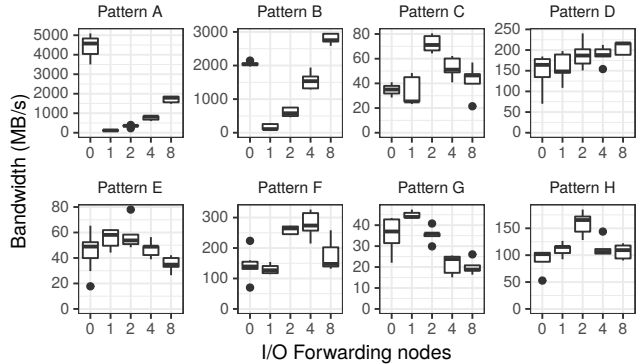 Pattern A
Pattern B
Pattern C
Pattern D
5000
4000
3000
2000
1000
0
0 1 2 4 8
3000
2000
1000
0
0 1 2 4 8
80
60
40
20
0
0 1 2 4 8
250
200
150
100
50
0
0 1 2 4 8
Bandwidth (MB/s)
Pattern E
Pattern F
Pattern G
Pattern H
80
60
40
20
0
0 1 2 4 8
300
200
100
0
0 1 2 4 8
40
30
20
10
0
0 1 2 4 8
150
100
50
0
0 1 2 4 8
I/O Forwarding nodes